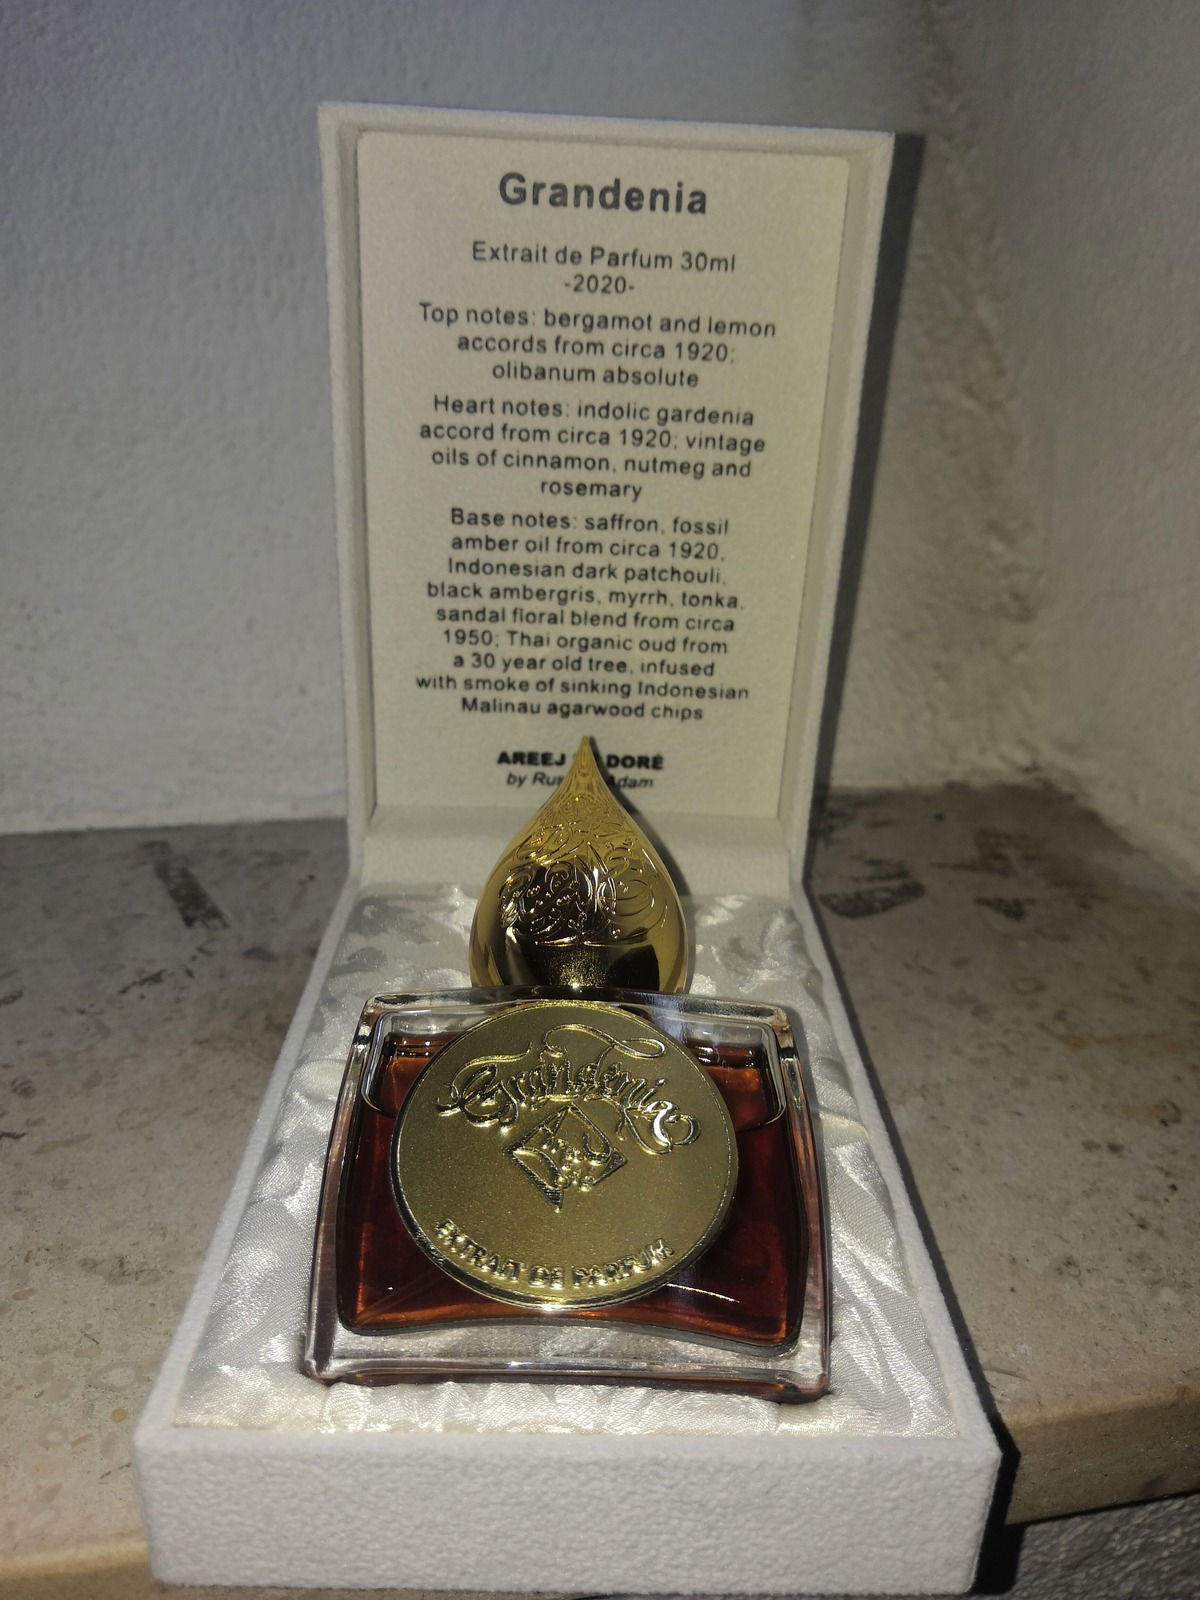 Grandenia
Extrait de Parfum 30ml
-2020-
Top notes: bergamot and lemon
accords from circa 1920;
olibanum absolute
Heart notes: indolic gardenia
accord from circa 1920; vintage
oils of cinnamon, nutmeg and
rosemary
Base notes: saffron, fossil
amber oil from circa 1920,
Indonesian dark patchouli,
black ambergris, myrrh, tonka,
sandal floral blend from circa
1950; Thai organic oud from
a 30 year old tree, infused
with smoke of sinking Indonesian
Malinau agarwood chips
AREEJ DORÉ
by Adam
Grandenia
EXTRAIT DE PARFUM